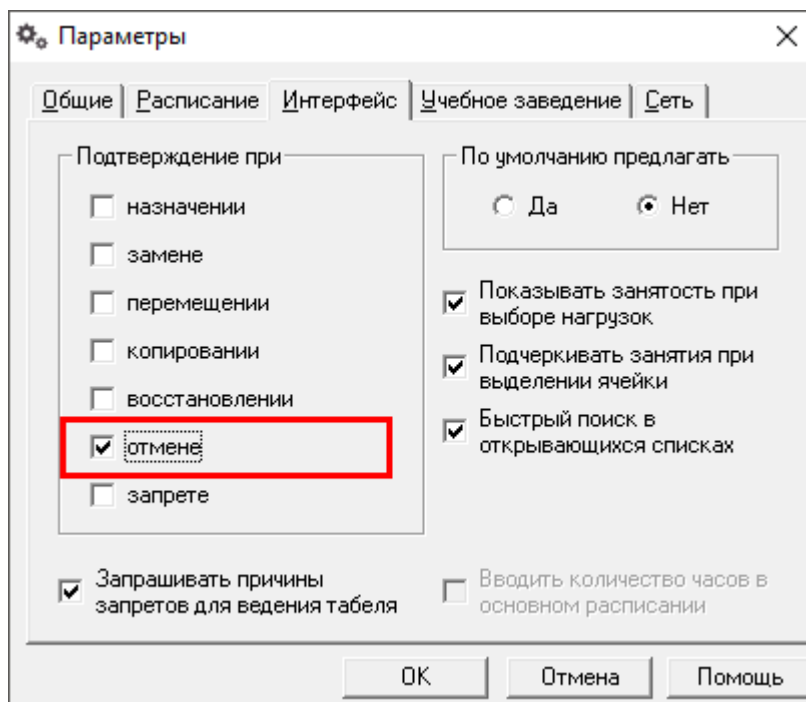 Параметры
Общие Расписание Интерфейс Учебное заведение Сеть
Подтверждение при
назначении
замене
перемещении
копировании
восстановлении
отмене
запрете
По умолчанию предлагать
Да Нет
Показывать занятость при
выборе нагрузок
Подчеркивать занятия при
выделении ячейки
Быстрый поиск в
открывающихся списках
Запрашивать причины
запретов для ведения табеля
Вводить количество часов в
основном расписании
ОК Отмена Помощь